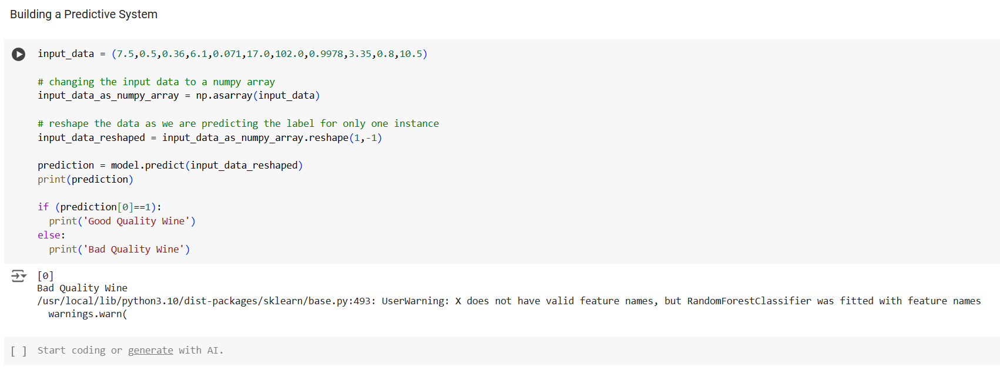 Building a Predictive System
input_data = (7.5,0.5,0.36,6.1,0.071,17.0,102.0,0.9978,3.35,0.8,10.5)
# changing the input data to a numpy array
input_data_as_numpy_array = np.asarray(input_data)
# reshape the data as we are predicting the label for only one instance
input_data_reshaped = input_data_as_numpy_array.reshape(1,-1)
prediction = model.predict(input_data_reshaped)
print(prediction)
if (prediction[0]==1):
  print('Good Quality Wine')
else:
  print('Bad Quality Wine')
[0]
Bad Quality Wine
/usr/local/lib/python3.10/dist-packages/sklearn/base.py:493: UserWarning: X does not have valid feature names, but RandomForestClassifier was fitted with feature names
  warnings.warn(
[ ] Start coding or generate with AI.